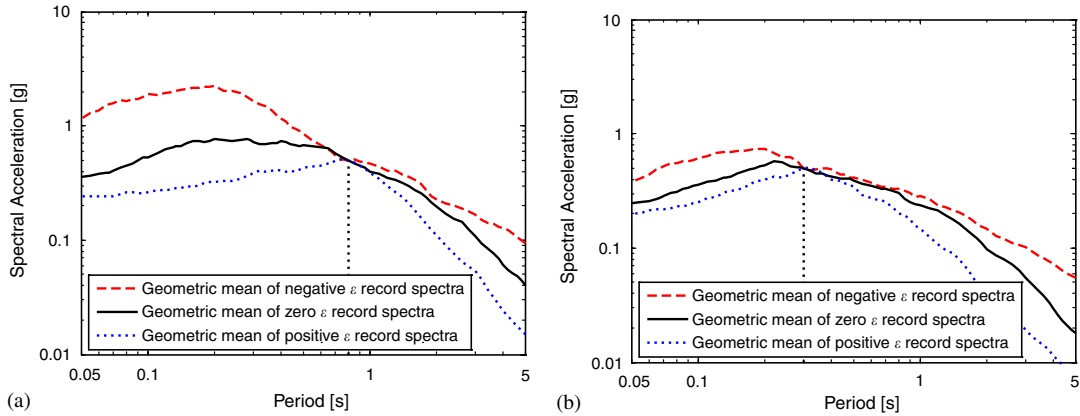 10
1
0.1
0.01
Spectral Acceleration [g]
Geometric mean of negative ε record spectra
Geometric mean of zero ε record spectra
Geometric mean of positive ε record spectra
0.05
0.1
1
5
Period [s]
(a)
10
1
0.1
0.01
Spectral Acceleration [g]
Geometric mean of negative ε record spectra
Geometric mean of zero ε record spectra
Geometric mean of positive ε record spectra
0.05
0.1
1
5
Period [s]
(b)